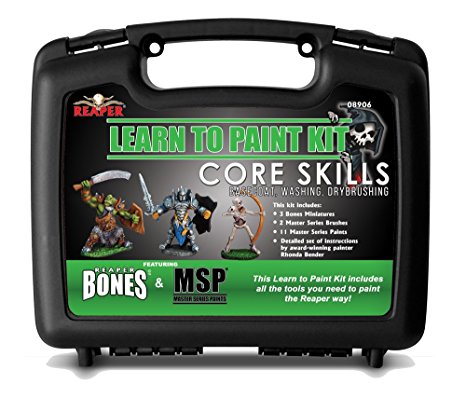 REAPER
08906
LEARN TO PAINT KIT
CORE SKILLS
BASECOAT, WASHING, DRYBRUSHING
This kit includes:
• 3 Bones Miniatures
• 2 Master Series Brushes
• 11 Master Series Paints
• Detailed set of instructions
by award-winning painter
Rhonda Bender
FEATURING
REAPER
BONES
&
MSP
MASTER SERIES PAINTS
This Learn to Paint Kit includes
all the tools you need to paint
the Reaper way!